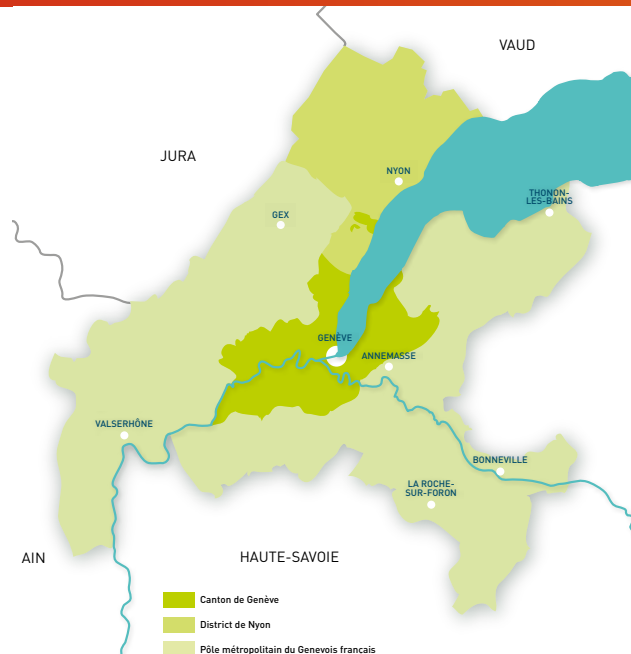 VAUD
JURA
NYON
THONON-
LES-BAINS
GEX
GENÈVE
ANNEMASSE
VALSERHÔNE
BONNEVILLE
LA ROCHE-
SUR-FORON
AIN
HAUTE-SAVOIE
Canton de Genève
District de Nyon
Pôle métropolitain du Genevois français